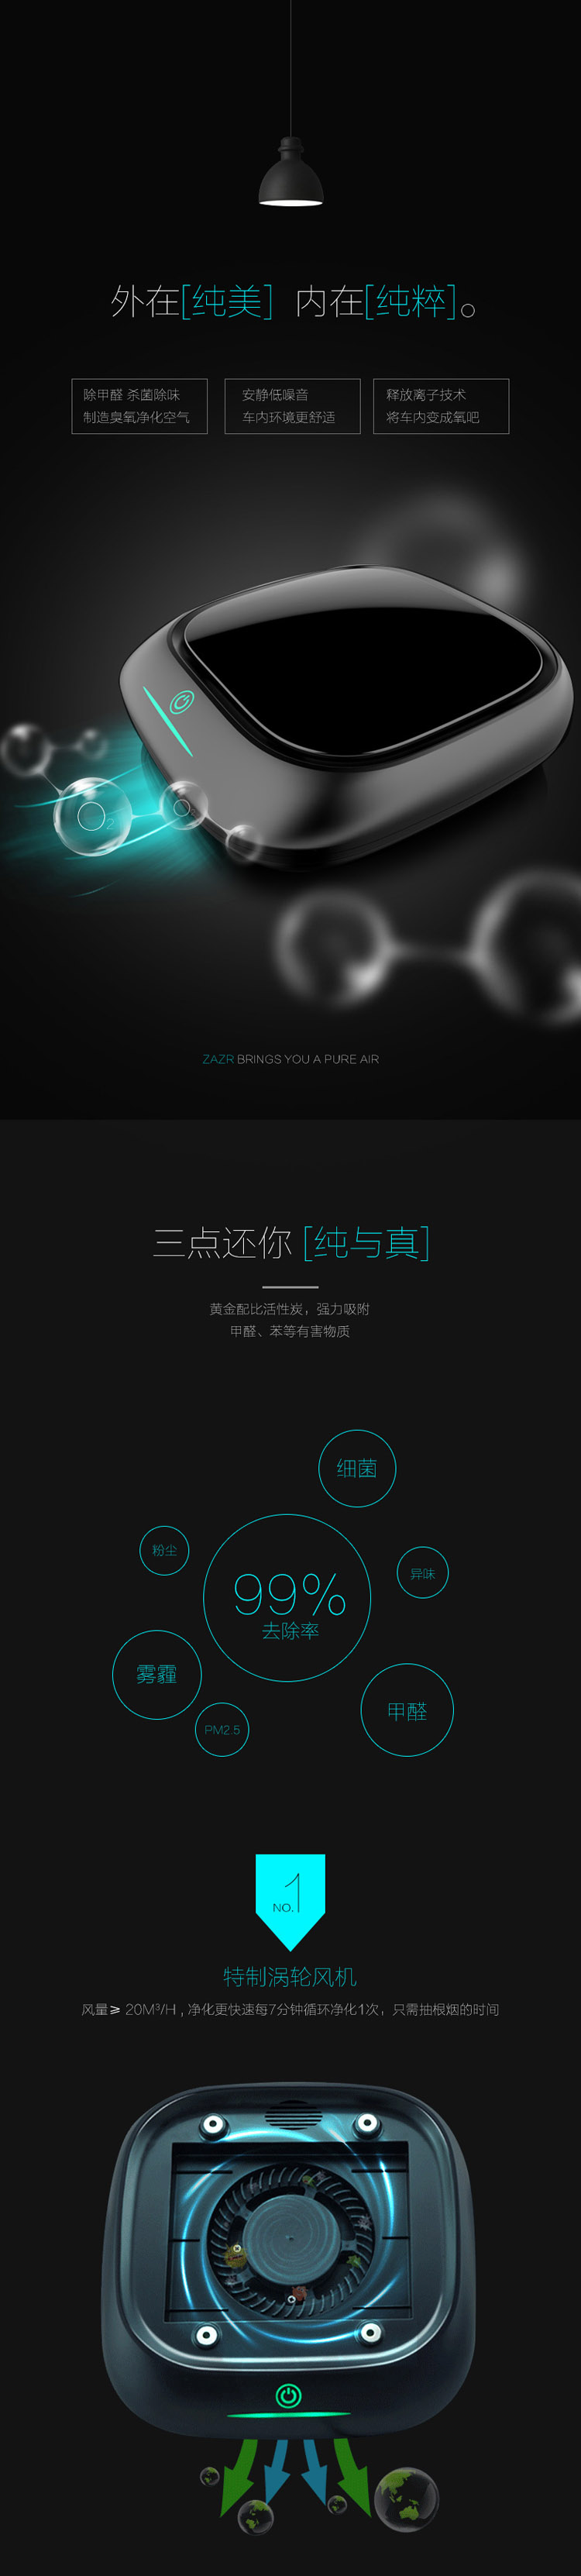 外在[纯美] 内在[纯粹]。
除甲醛 杀菌除味
制造臭氧净化空气
安静低噪音
车内环境更舒适
释放离子技术
将车内变成氧吧
ZAZR BRINGS YOU A PURE AIR
三点还你 [纯与真]
黄金配比活性炭，强力吸附
甲醛、苯等有害物质
细菌
粉尘
异味
99%
去除率
雾霾
甲醛
PM2.5
NO.1
特制涡轮风机
风量≥ 20M³/H , 净化更快速每7分钟循环净化1次，只需抽根烟的时间